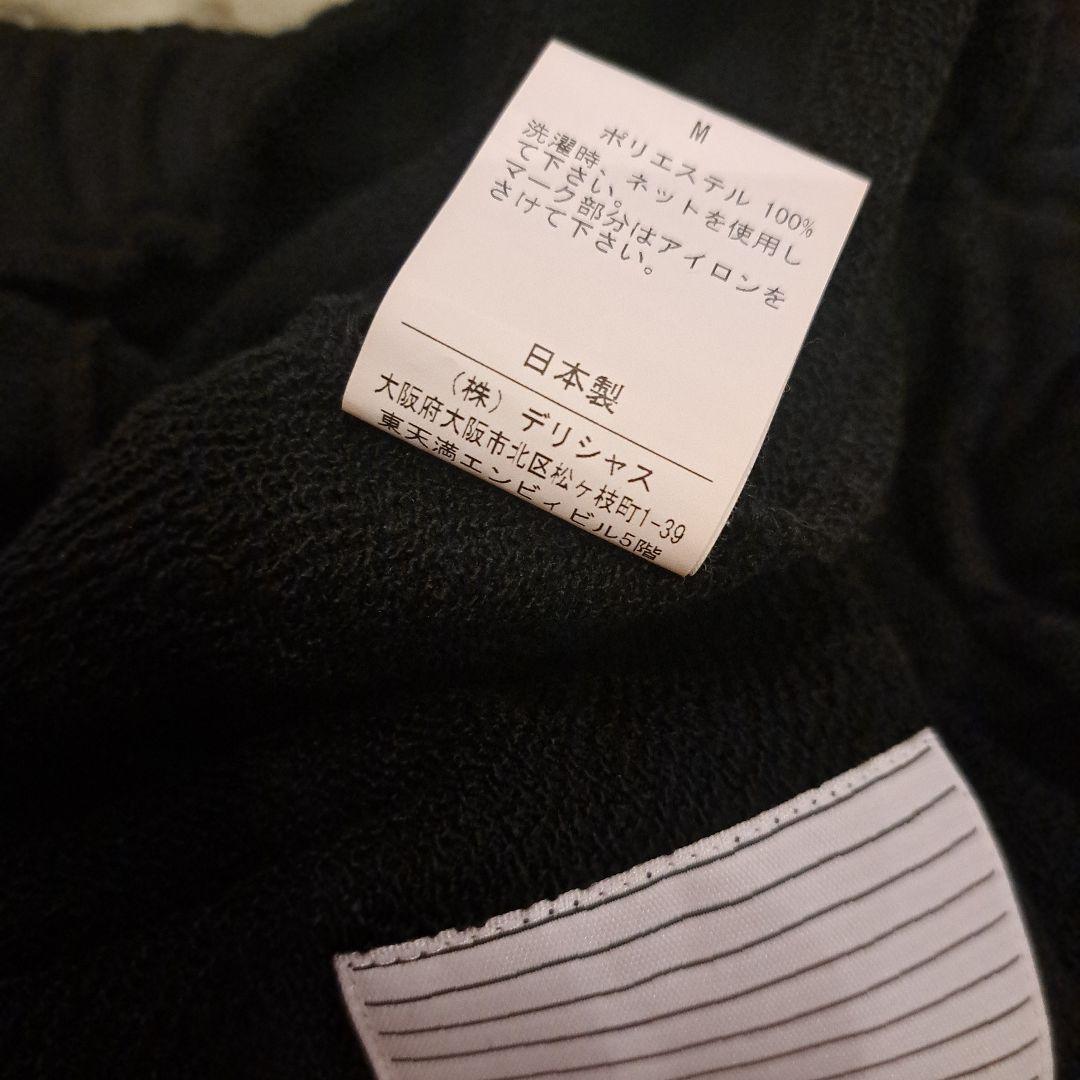 M
ポリエステル 100%
洗濯時、ネットを使用し
て下さい。
マーク部分はアイロンを
さけて下さい。
日本製
(株) デリシャス
大阪府大阪市北区松ヶ枝町1-39
東天満エンビィビル5階